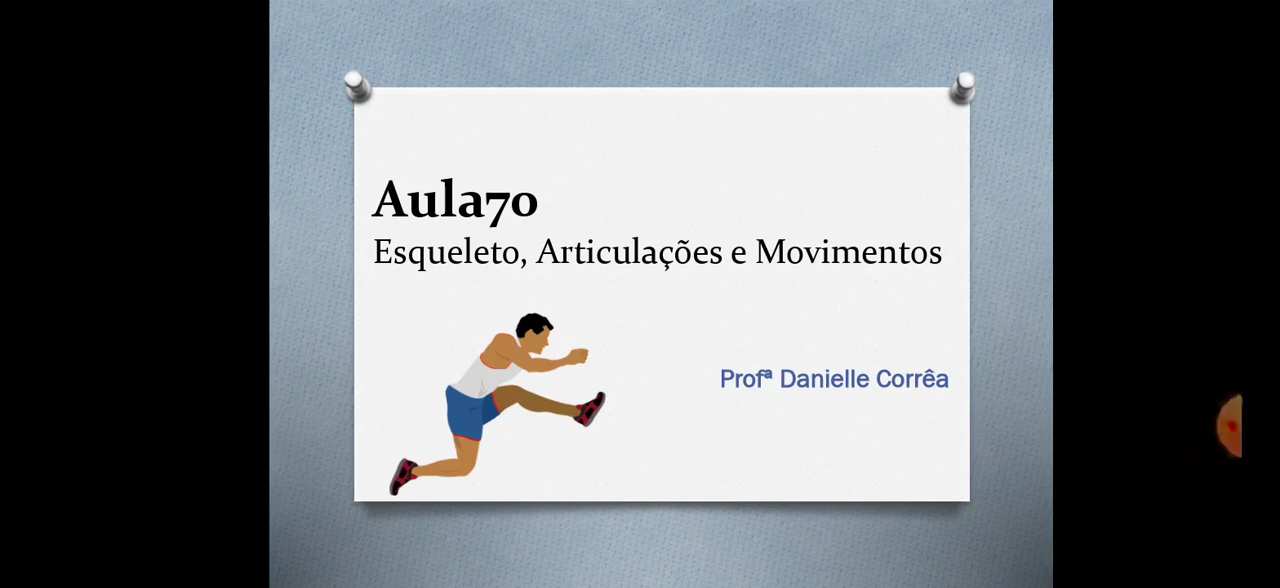 Aula70
Esqueleto, Articulações e Movimentos
Profª Danielle Corrêa